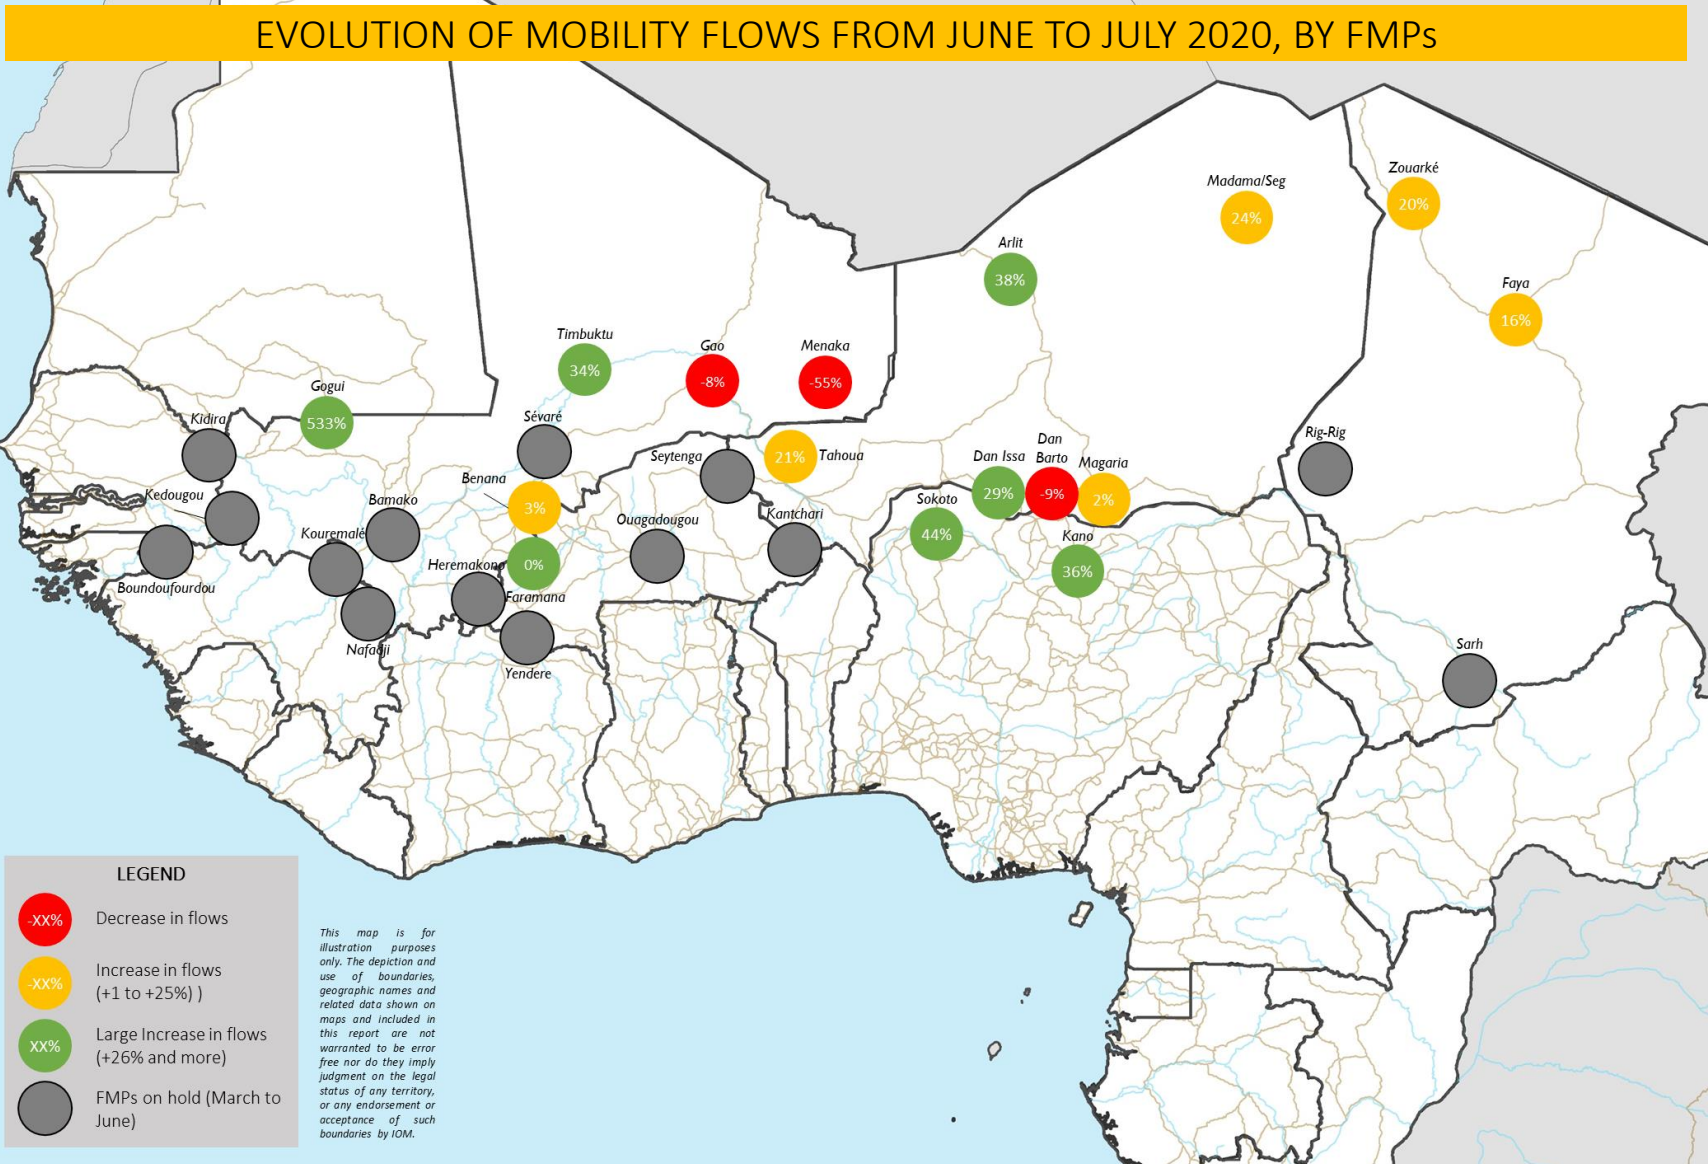 EVOLUTION OF MOBILITY FLOWS FROM JUNE TO JULY 2020, BY FMPs
Zouarké
20%
Madama/Seg
24%
Arlit
38%
Faya
16%
Timbuktu
34%
Gao
-8%
Menaka
-55%
Gogui
533%
Kidira
Sévaré
Seytenga
21%
Tahoua
Dan Issa
29%
Dan
Barto
-9%
Magaria
2%
Rig-Rig
Benana
3%
Kedougou
Bamako
Sokoto
44%
Kouremalé
Ouagadougou
Kantchari
Kano
36%
Heremakono
0%
Boundoufourdou
Faramana
Nafadji
Yendere
Sarh
LEGEND
-XX%
Decrease in flows
-XX%
Increase in flows
(+1 to +25%) )
XX%
Large Increase in flows
(+26% and more)
FMPs on hold (March to
June)
This map is for
illustration purposes
only. The depiction and
use of boundaries,
geographic names and
related data shown on
maps and included in
this report are not
warranted to be error
free nor do they imply
judgment on the legal
status of any territory,
or any endorsement or
acceptance of such
boundaries by IOM.